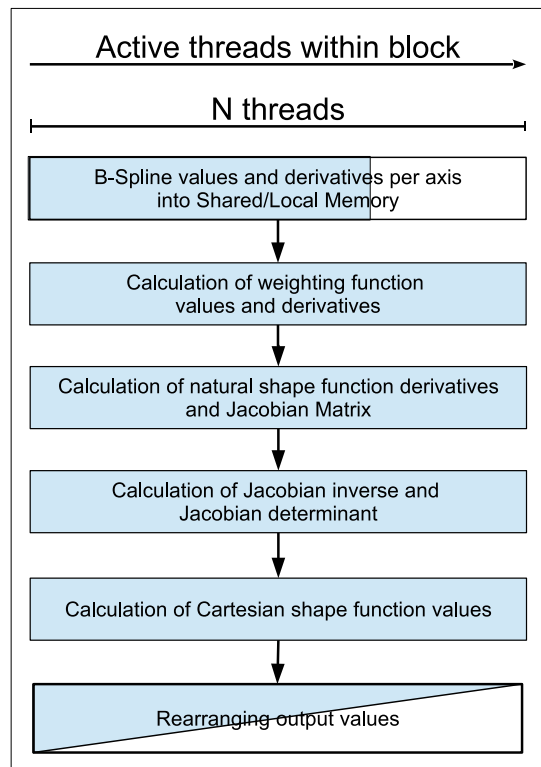 Active threads within block
N threads
B-Spline values and derivatives per axis
into Shared/Local Memory
Calculation of weighting function
values and derivatives
Calculation of natural shape function derivatives
and Jacobian Matrix
Calculation of Jacobian inverse and
Jacobian determinant
Calculation of Cartesian shape function values
Rearranging output values